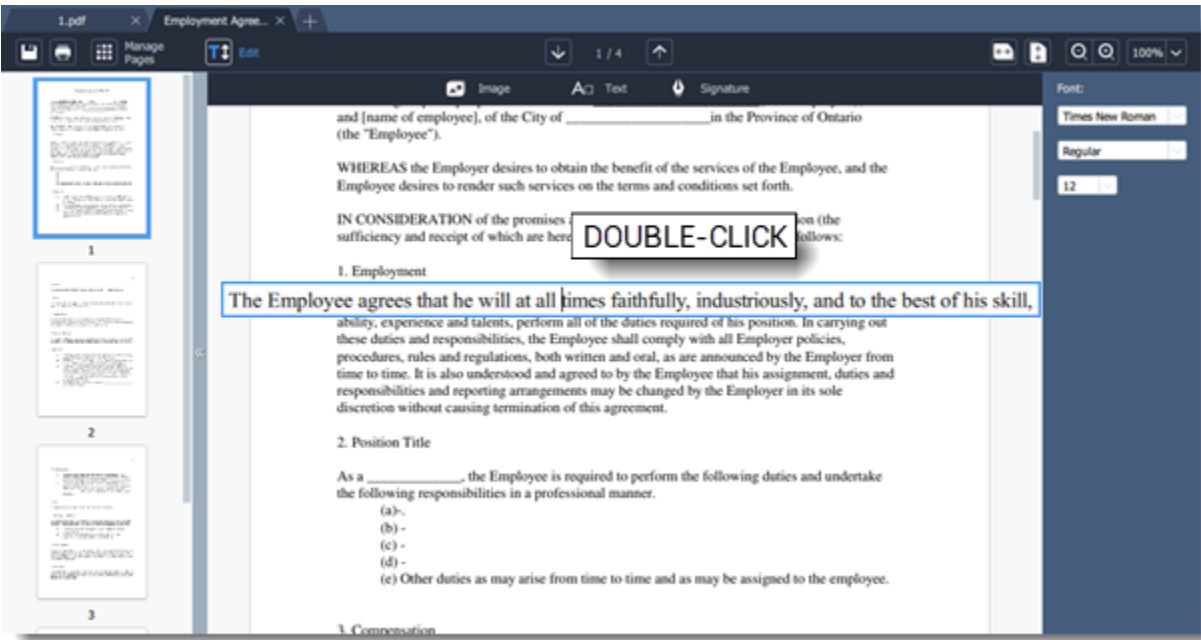 1.pdf
Employment Agree...
Manage
Pages
Edit
1 / 4
100%
Image
Text
Signature
Font:
Times New Roman
Regular
12
and [name of employee], of the City of ______________________in the Province of Ontario
(the "Employee").
WHEREAS the Employer desires to obtain the benefit of the services of the Employee, and the
Employee desires to render such services on the terms and conditions set forth.
IN CONSIDERATION of the promises
on (the
sufficiency and receipt of which are here
follows:
DOUBLE-CLICK
1. Employment
The Employee agrees that he will at all times faithfully, industriously, and to the best of his skill,
ability, experience and talents, perform all of the duties required of his position. In carrying out
these duties and responsibilities, the Employee shall comply with all Employer policies,
procedures, rules and regulations, both written and oral, as are announced by the Employer from
time to time. It is also understood and agreed to by the Employee that his assignment, duties and
responsibilities and reporting arrangements may be changed by the Employer in its sole
discretion without causing termination of this agreement.
2. Position Title
As a ______________, the Employee is required to perform the following duties and undertake
the following responsibilities in a professional manner.
(a)-.
(b) -
(c) -
(d) -
(e) Other duties as may arise from time to time and as may be assigned to the employee.
3. Compensation
1
2
3